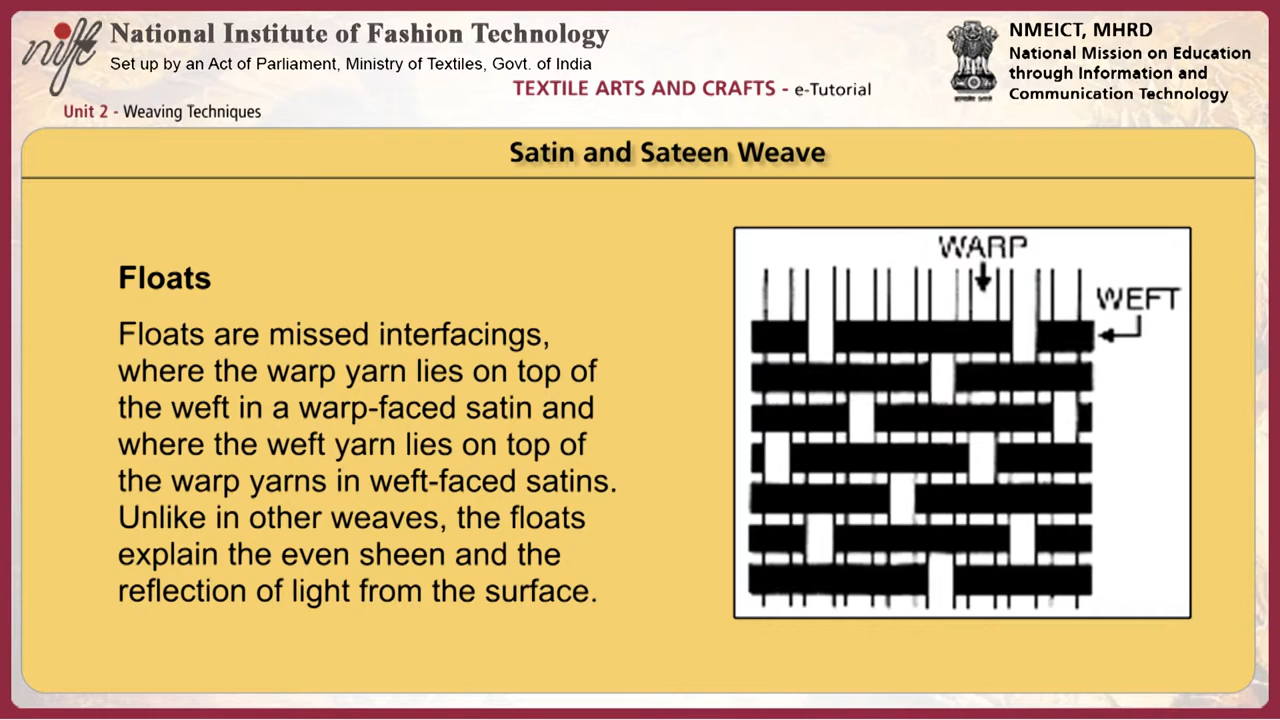 nift
National Institute of Fashion Technology
Set up by an Act of Parliament, Ministry of Textiles, Govt. of India
NMEICT, MHRD
National Mission on Education
through Information and
Communication Technology
TEXTILE ARTS AND CRAFTS - e-Tutorial
Unit 2 - Weaving Techniques
Satin and Sateen Weave
Floats
Floats are missed interfacings,
where the warp yarn lies on top of
the weft in a warp-faced satin and
where the weft yarn lies on top of
the warp yarns in weft-faced satins.
Unlike in other weaves, the floats
explain the even sheen and the
reflection of light from the surface.
WARP
WEFT